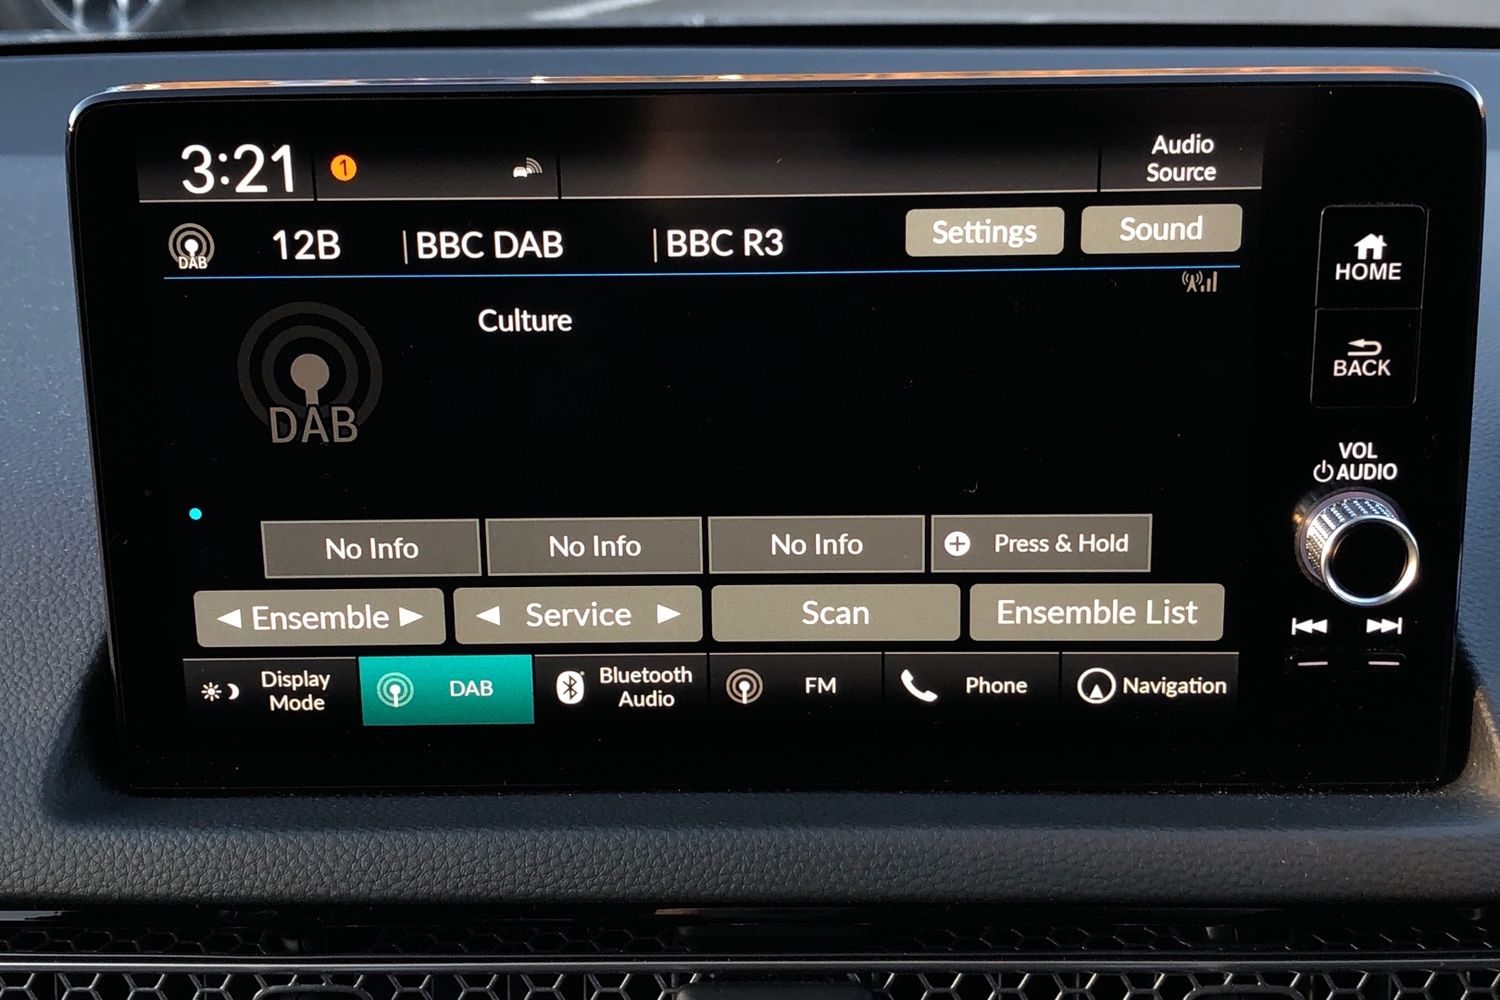 3:21
1
Audio
Source
DAB
12B
BBC DAB
BBC R3
Settings
Sound
Culture
DAB
HOME
BACK
VOL
AUDIO
No Info
No Info
No Info
Press & Hold
Ensemble
Service
Scan
Ensemble List
Display
Mode
DAB
Bluetooth
Audio
FM
Phone
Navigation